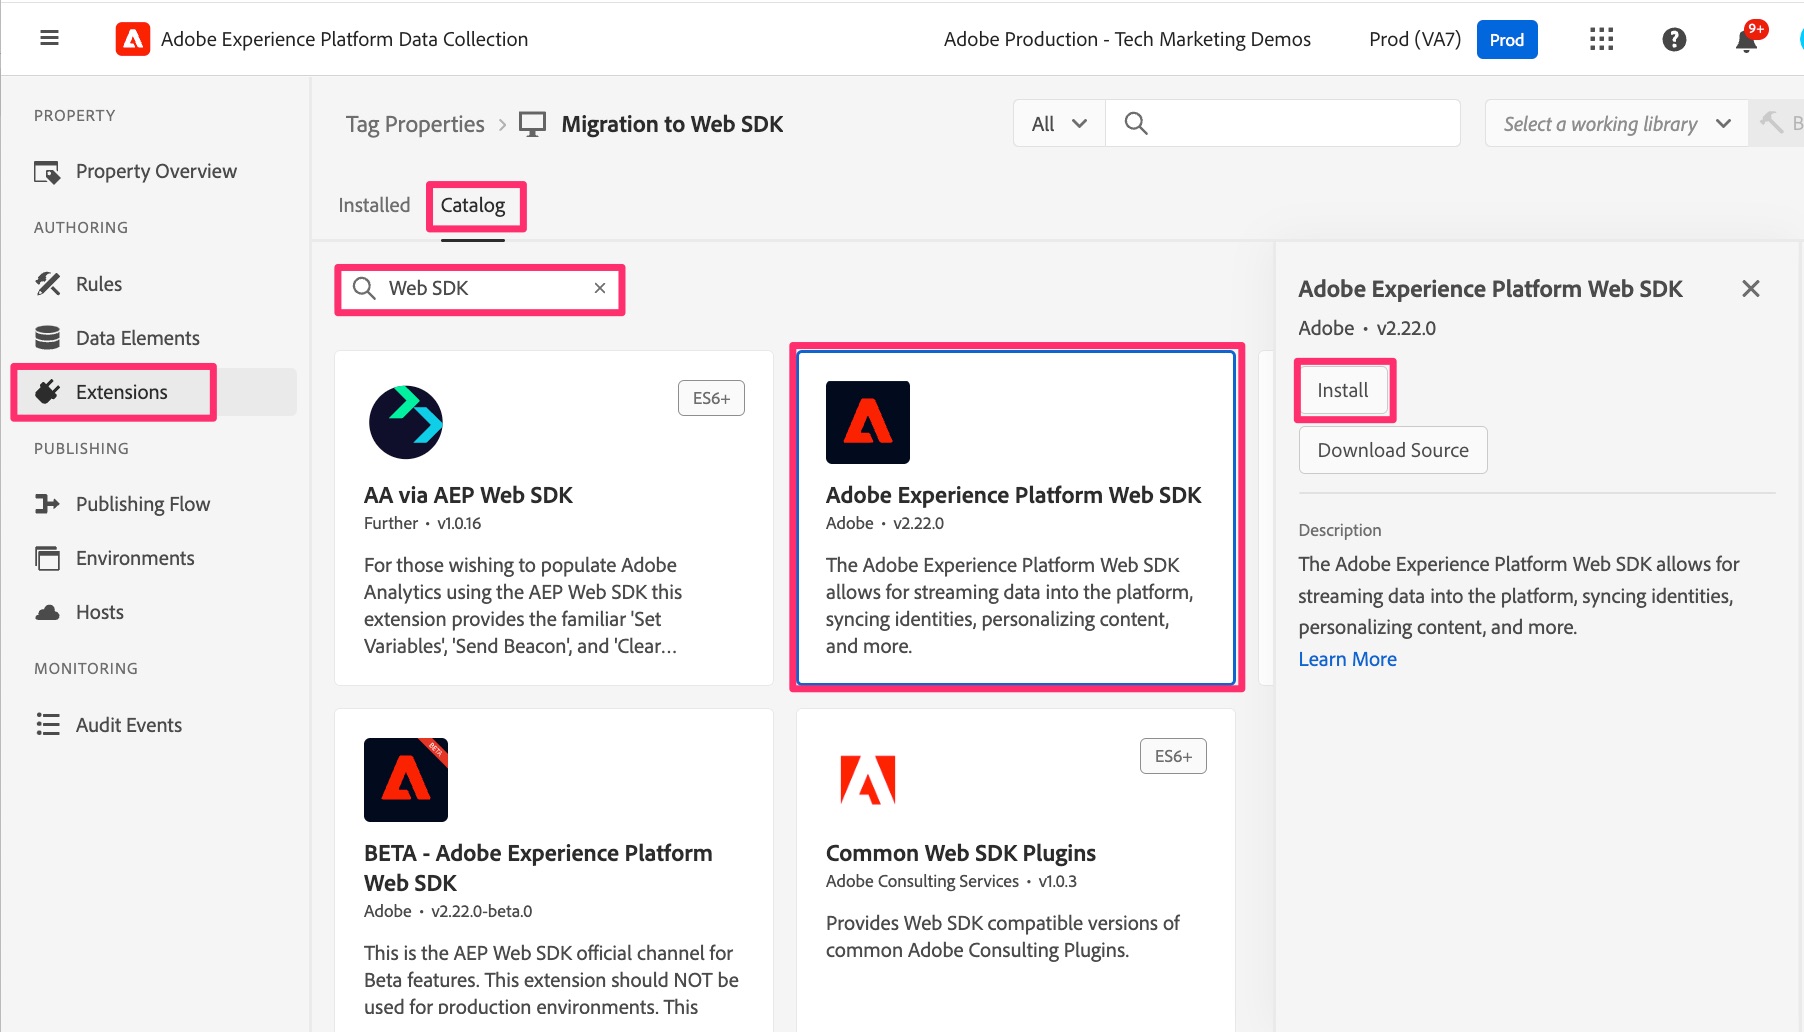 Adobe Experience Platform Data Collection
Adobe Production - Tech Marketing Demos
Prod (VA7)
Prod
9+
PROPERTY
Property Overview
AUTHORING
Rules
Data Elements
Extensions
PUBLISHING
Publishing Flow
Environments
Hosts
MONITORING
Audit Events
Tag Properties
Migration to Web SDK
All
Select a working library
B
Installed
Catalog
Web SDK
ES6+
AA via AEP Web SDK
Further • v1.0.16
For those wishing to populate Adobe
Analytics using the AEP Web SDK this
extension provides the familiar 'Set
Variables', 'Send Beacon', and 'Clear...
Adobe Experience Platform Web SDK
Adobe • v2.22.0
The Adobe Experience Platform Web SDK
allows for streaming data into the platform,
syncing identities, personalizing content,
and more.
BETA
BETA - Adobe Experience Platform
Web SDK
Adobe • v2.22.0-beta.0
This is the AEP Web SDK official channel for
Beta features. This extension should NOT be
used for production environments. This
ES6+
Common Web SDK Plugins
Adobe Consulting Services • v1.0.3
Provides Web SDK compatible versions of
common Adobe Consulting Plugins.
Adobe Experience Platform Web SDK
Adobe • v2.22.0
Install
Download Source
Description
The Adobe Experience Platform Web SDK allows for
streaming data into the platform, syncing identities,
personalizing content, and more.
Learn More